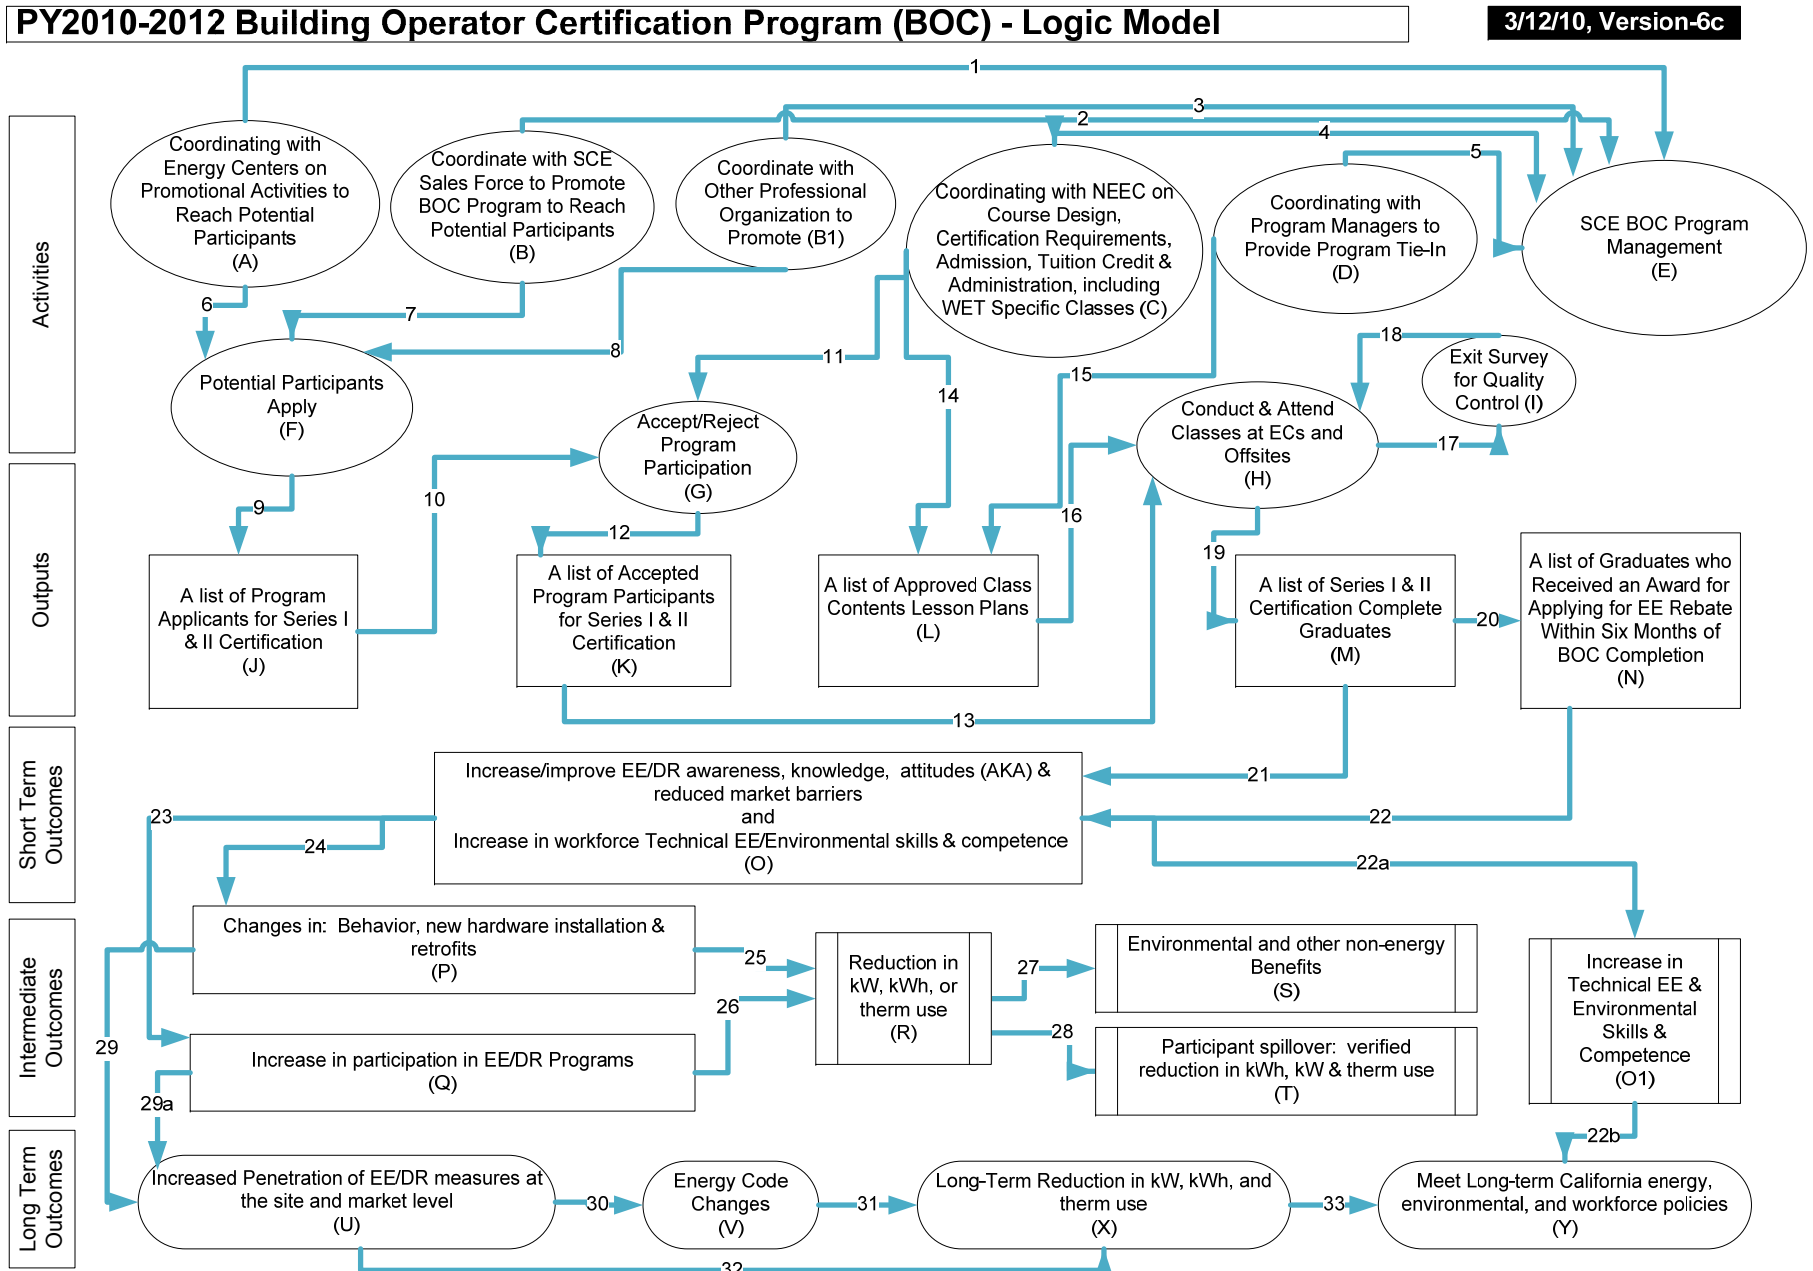 PY2010-2012 Building Operator Certification Program (BOC) - Logic Model
3/12/10, Version-6c
1
3
2
4
5
Activities
Coordinating with
Energy Centers on
Promotional Activities to
Reach Potential
Participants
(A)
Coordinate with SCE
Sales Force to Promote
BOC Program to Reach
Potential Participants
(B)
Coordinate with
Other Professional
Organization to
Promote (B1)
Coordinating with NEEC on
Course Design,
Certification Requirements,
Admission, Tuition Credit &
Administration, including
WET Specific Classes (C)
Coordinating with
Program Managers to
Provide Program Tie-In
(D)
SCE BOC Program
Management
(E)
6
7
8
11
14
15
18
Potential Participants
Apply
(F)
Accept/Reject
Program
Participation
(G)
Conduct & Attend
Classes at ECs and
Offsites
(H)
Exit Survey
for Quality
Control (I)
17
9
10
12
16
19
Outputs
A list of Program
Applicants for Series I
& II Certification
(J)
A list of Accepted
Program Participants
for Series I & II
Certification
(K)
A list of Approved Class
Contents Lesson Plans
(L)
A list of Series I & II
Certification Complete
Graduates
(M)
20
A list of Graduates who
Received an Award for
Applying for EE Rebate
Within Six Months of
BOC Completion
(N)
13
21
22
22a
Short Term
Outcomes
Increase/improve EE/DR awareness, knowledge, attitudes (AKA) &
reduced market barriers
and
Increase in workforce Technical EE/Environmental skills & competence
(O)
23
24
Intermediate
Outcomes
Changes in: Behavior, new hardware installation &
retrofits
(P)
25
26
Reduction in
kW, kWh, or
therm use
(R)
27
28
Environmental and other non-energy
Benefits
(S)
Increase in
Technical EE &
Environmental
Skills &
Competence
(O1)
29
Increase in participation in EE/DR Programs
(Q)
Participant spillover: verified
reduction in kWh, kW & therm use
(T)
29a
22b
Long Term
Outcomes
Increased Penetration of EE/DR measures at
the site and market level
(U)
30
Energy Code
Changes
(V)
31
Long-Term Reduction in kW, kWh, and
therm use
(X)
33
Meet Long-term California energy,
environmental, and workforce policies
(Y)
32